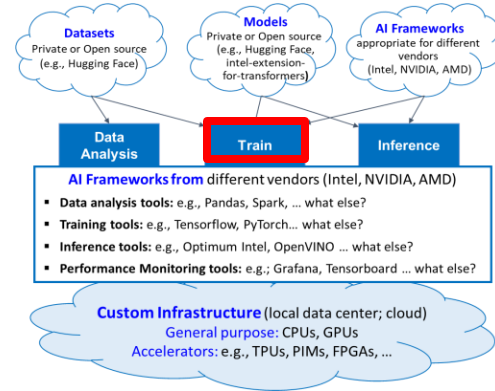 Datasets
Private or Open source
(e.g., Hugging Face)
Models
Private or Open source
(e.g., Hugging Face,
intel-extension-
for-transformers)
AI Frameworks
appropriate for different
vendors
(Intel, NVIDIA, AMD)
Data
Analysis
Train
Inference
AI Frameworks from different vendors (Intel, NVIDIA, AMD)
▪ Data analysis tools: e.g., Pandas, Spark, ... what else?
▪ Training tools: e.g., Tensorflow, PyTorch... what else?
▪ Inference tools: e.g., Optimum Intel, OpenVINO ... what else?
▪ Performance Monitoring tools: e.g.; Grafana, Tensorboard ... what else?
Custom Infrastructure (local data center; cloud)
General purpose: CPUs, GPUs
Accelerators: e.g., TPUs, PIMs, FPGAs, ...